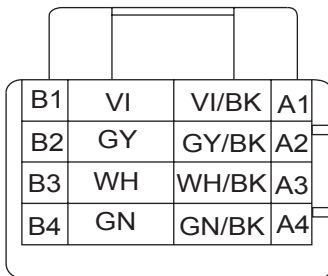 B1 VI VI/BK A1
B2 GY GY/BK A2
B3 WH WH/BK A3
B4 GN GN/BK A4